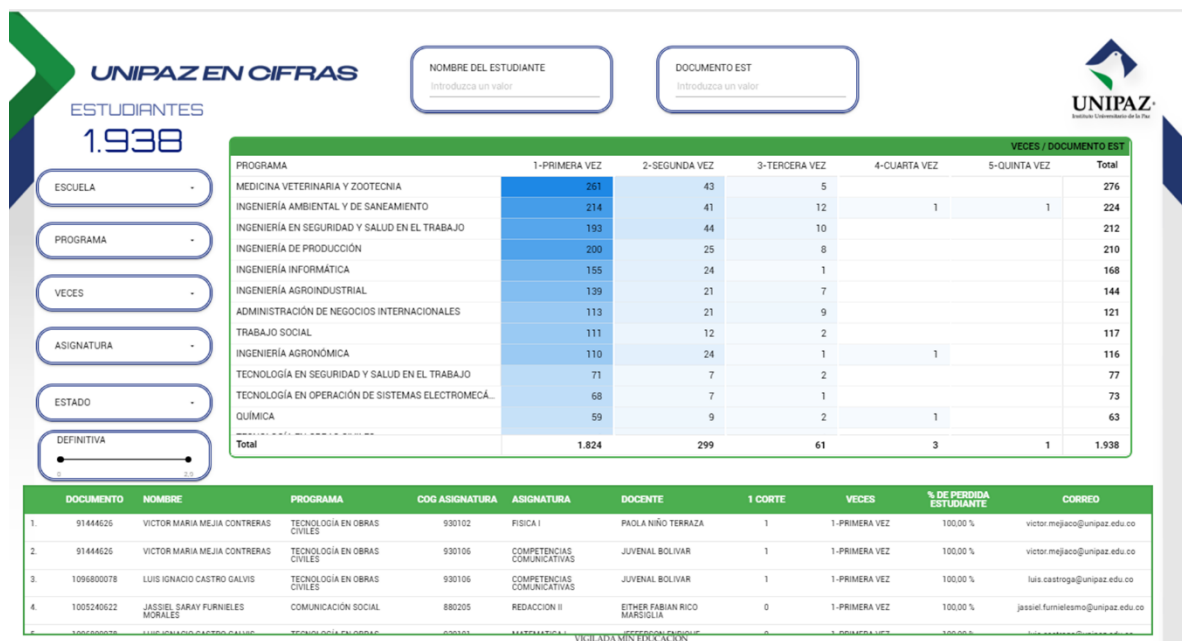 UNIPAZ EN CIFRAS
NOMBRE DEL ESTUDIANTE
Introduzca un valor
DOCUMENTO EST
Introduzca un valor
UNIPAZ
Instituto Universitario de la Paz
ESTUDIANTES
1.938
ESCUELA
PROGRAMA
VECES
ASIGNATURA
ESTADO
DEFINITIVA
0 2,0
VECES / DOCUMENTO EST
PROGRAMA 1-PRIMERA VEZ 2-SEGUNDA VEZ 3-TERCERA VEZ 4-CUARTA VEZ 5-QUINTA VEZ Total
MEDICINA VETERINARIA Y ZOOTECNIA 261 43 5 276
INGENIERÍA AMBIENTAL Y DE SANEAMIENTO 214 41 12 1 1 224
INGENIERÍA EN SEGURIDAD Y SALUD EN EL TRABAJO 193 44 10 212
INGENIERÍA DE PRODUCCIÓN 200 25 8 210
INGENIERÍA INFORMÁTICA 155 24 1 168
INGENIERÍA AGROINDUSTRIAL 139 21 7 144
ADMINISTRACIÓN DE NEGOCIOS INTERNACIONALES 113 21 9 121
TRABAJO SOCIAL 111 12 2 117
INGENIERÍA AGRONÓMICA 110 24 1 1 116
TECNOLOGÍA EN SEGURIDAD Y SALUD EN EL TRABAJO 71 7 2 77
TECNOLOGÍA EN OPERACIÓN DE SISTEMAS ELECTROMECÁ... 68 7 1 73
QUÍMICA 59 9 2 1 63
Total 1.824 299 61 3 1 1.938
DOCUMENTO NOMBRE PROGRAMA COG ASIGNATURA ASIGNATURA DOCENTE 1 CORTE VECES % DE PERDIDA ESTUDIANTE CORREO
1. 91444626 VICTOR MARIA MEJIA CONTRERAS TECNOLOGÍA EN OBRAS CIVILES 930102 FISICA I PAOLA NIÑO TERRAZA 1 1-PRIMERA VEZ 100,00 % victor.mejiaco@unipaz.edu.co
2. 91444626 VICTOR MARIA MEJIA CONTRERAS TECNOLOGÍA EN OBRAS CIVILES 930106 COMPETENCIAS COMUNICATIVAS JUVENAL BOLIVAR 1 1-PRIMERA VEZ 100,00 % victor.mejiaco@unipaz.edu.co
3. 1096800078 LUIS IGNACIO CASTRO GALVIS TECNOLOGÍA EN OBRAS CIVILES 930106 COMPETENCIAS COMUNICATIVAS JUVENAL BOLIVAR 1 1-PRIMERA VEZ 100,00 % luis.castroga@unipaz.edu.co
4. 1005240622 JASSIEL SARAY FURNIELES MORALES COMUNICACIÓN SOCIAL 880205 REDACCION II EITHER FABIAN RICO MARSIGLIA 0 1-PRIMERA VEZ 100,00 % jassiel.furnielesmo@unipaz.edu.co
VIGILADA MIN EDUCACION